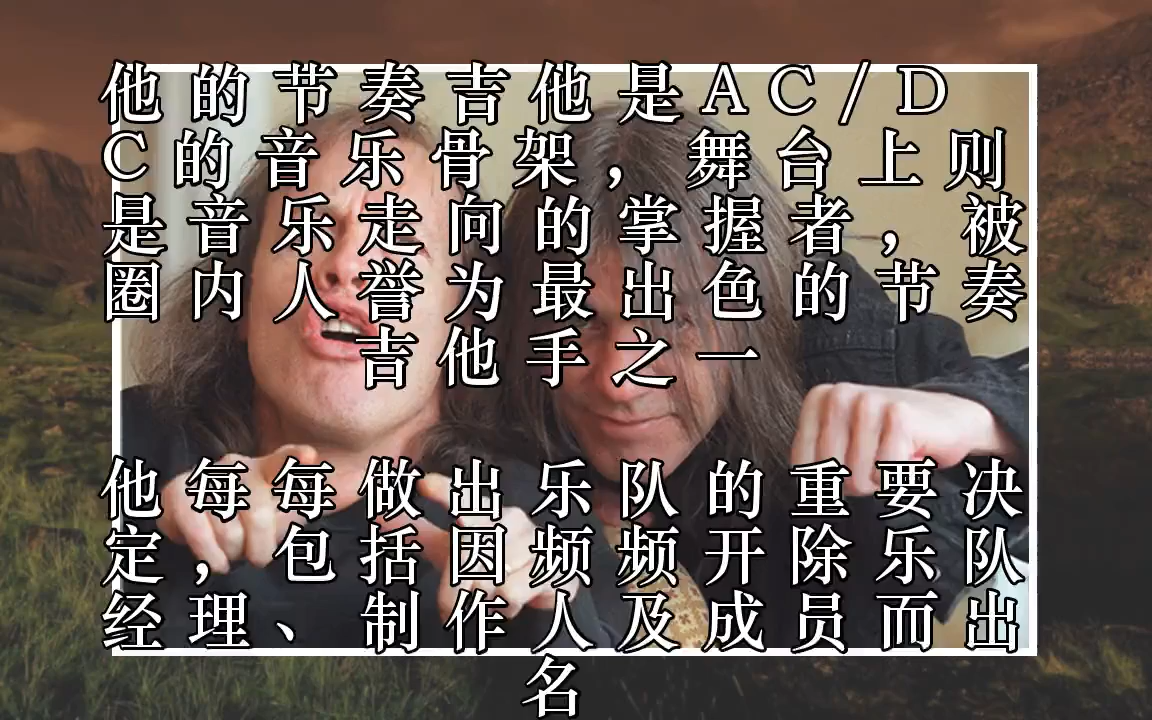 他的节奏吉他是AC/D
C的音乐骨架，舞台上则
是音乐走向的掌握者，被
圈内人誉为最出色的节奏
吉他手之一
他每每做出乐队的重要决
定，包括因频频开除乐队
经理、制作人及成员而出
名